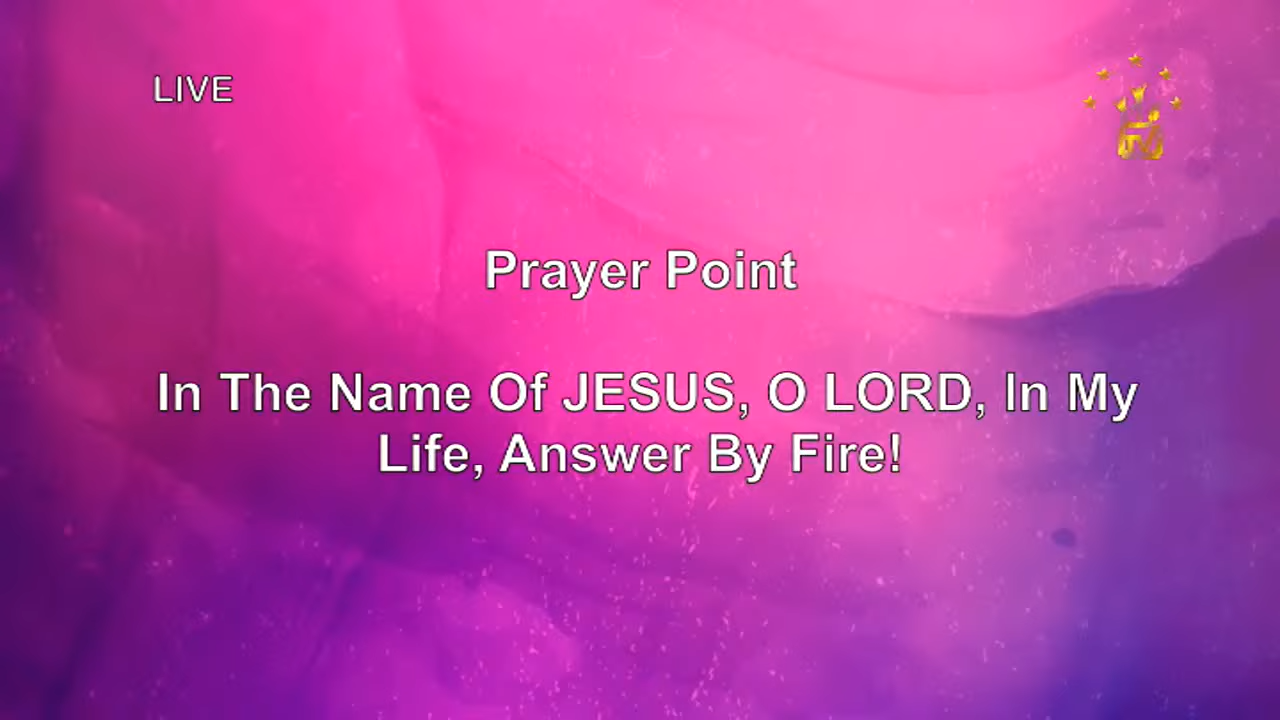 LIVE
Prayer Point
In The Name Of JESUS, O LORD, In My
Life, Answer By Fire!